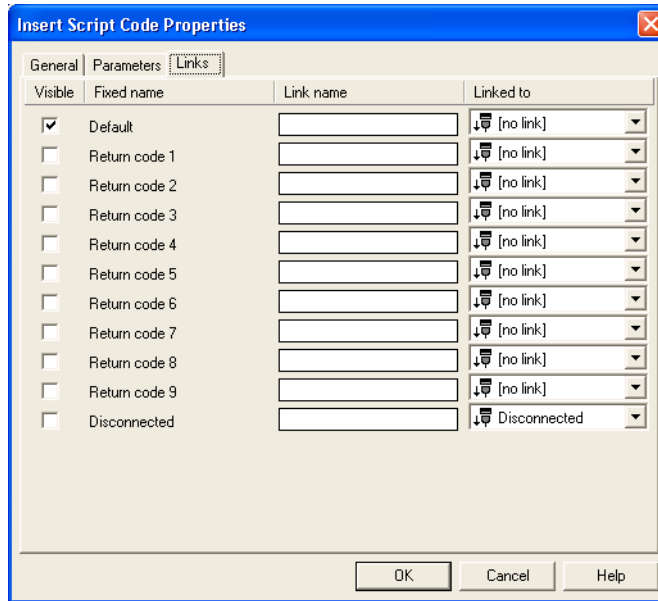 Insert Script Code Properties
General Parameters Links
Visible Fixed name Link name Linked to
Default [no link]
Return code 1 [no link]
Return code 2 [no link]
Return code 3 [no link]
Return code 4 [no link]
Return code 5 [no link]
Return code 6 [no link]
Return code 7 [no link]
Return code 8 [no link]
Return code 9 [no link]
Disconnected Disconnected
OK Cancel Help